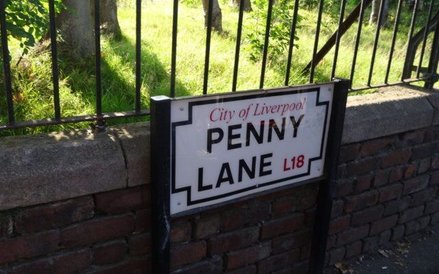 City of Liverpool
PENNY
LANE L18